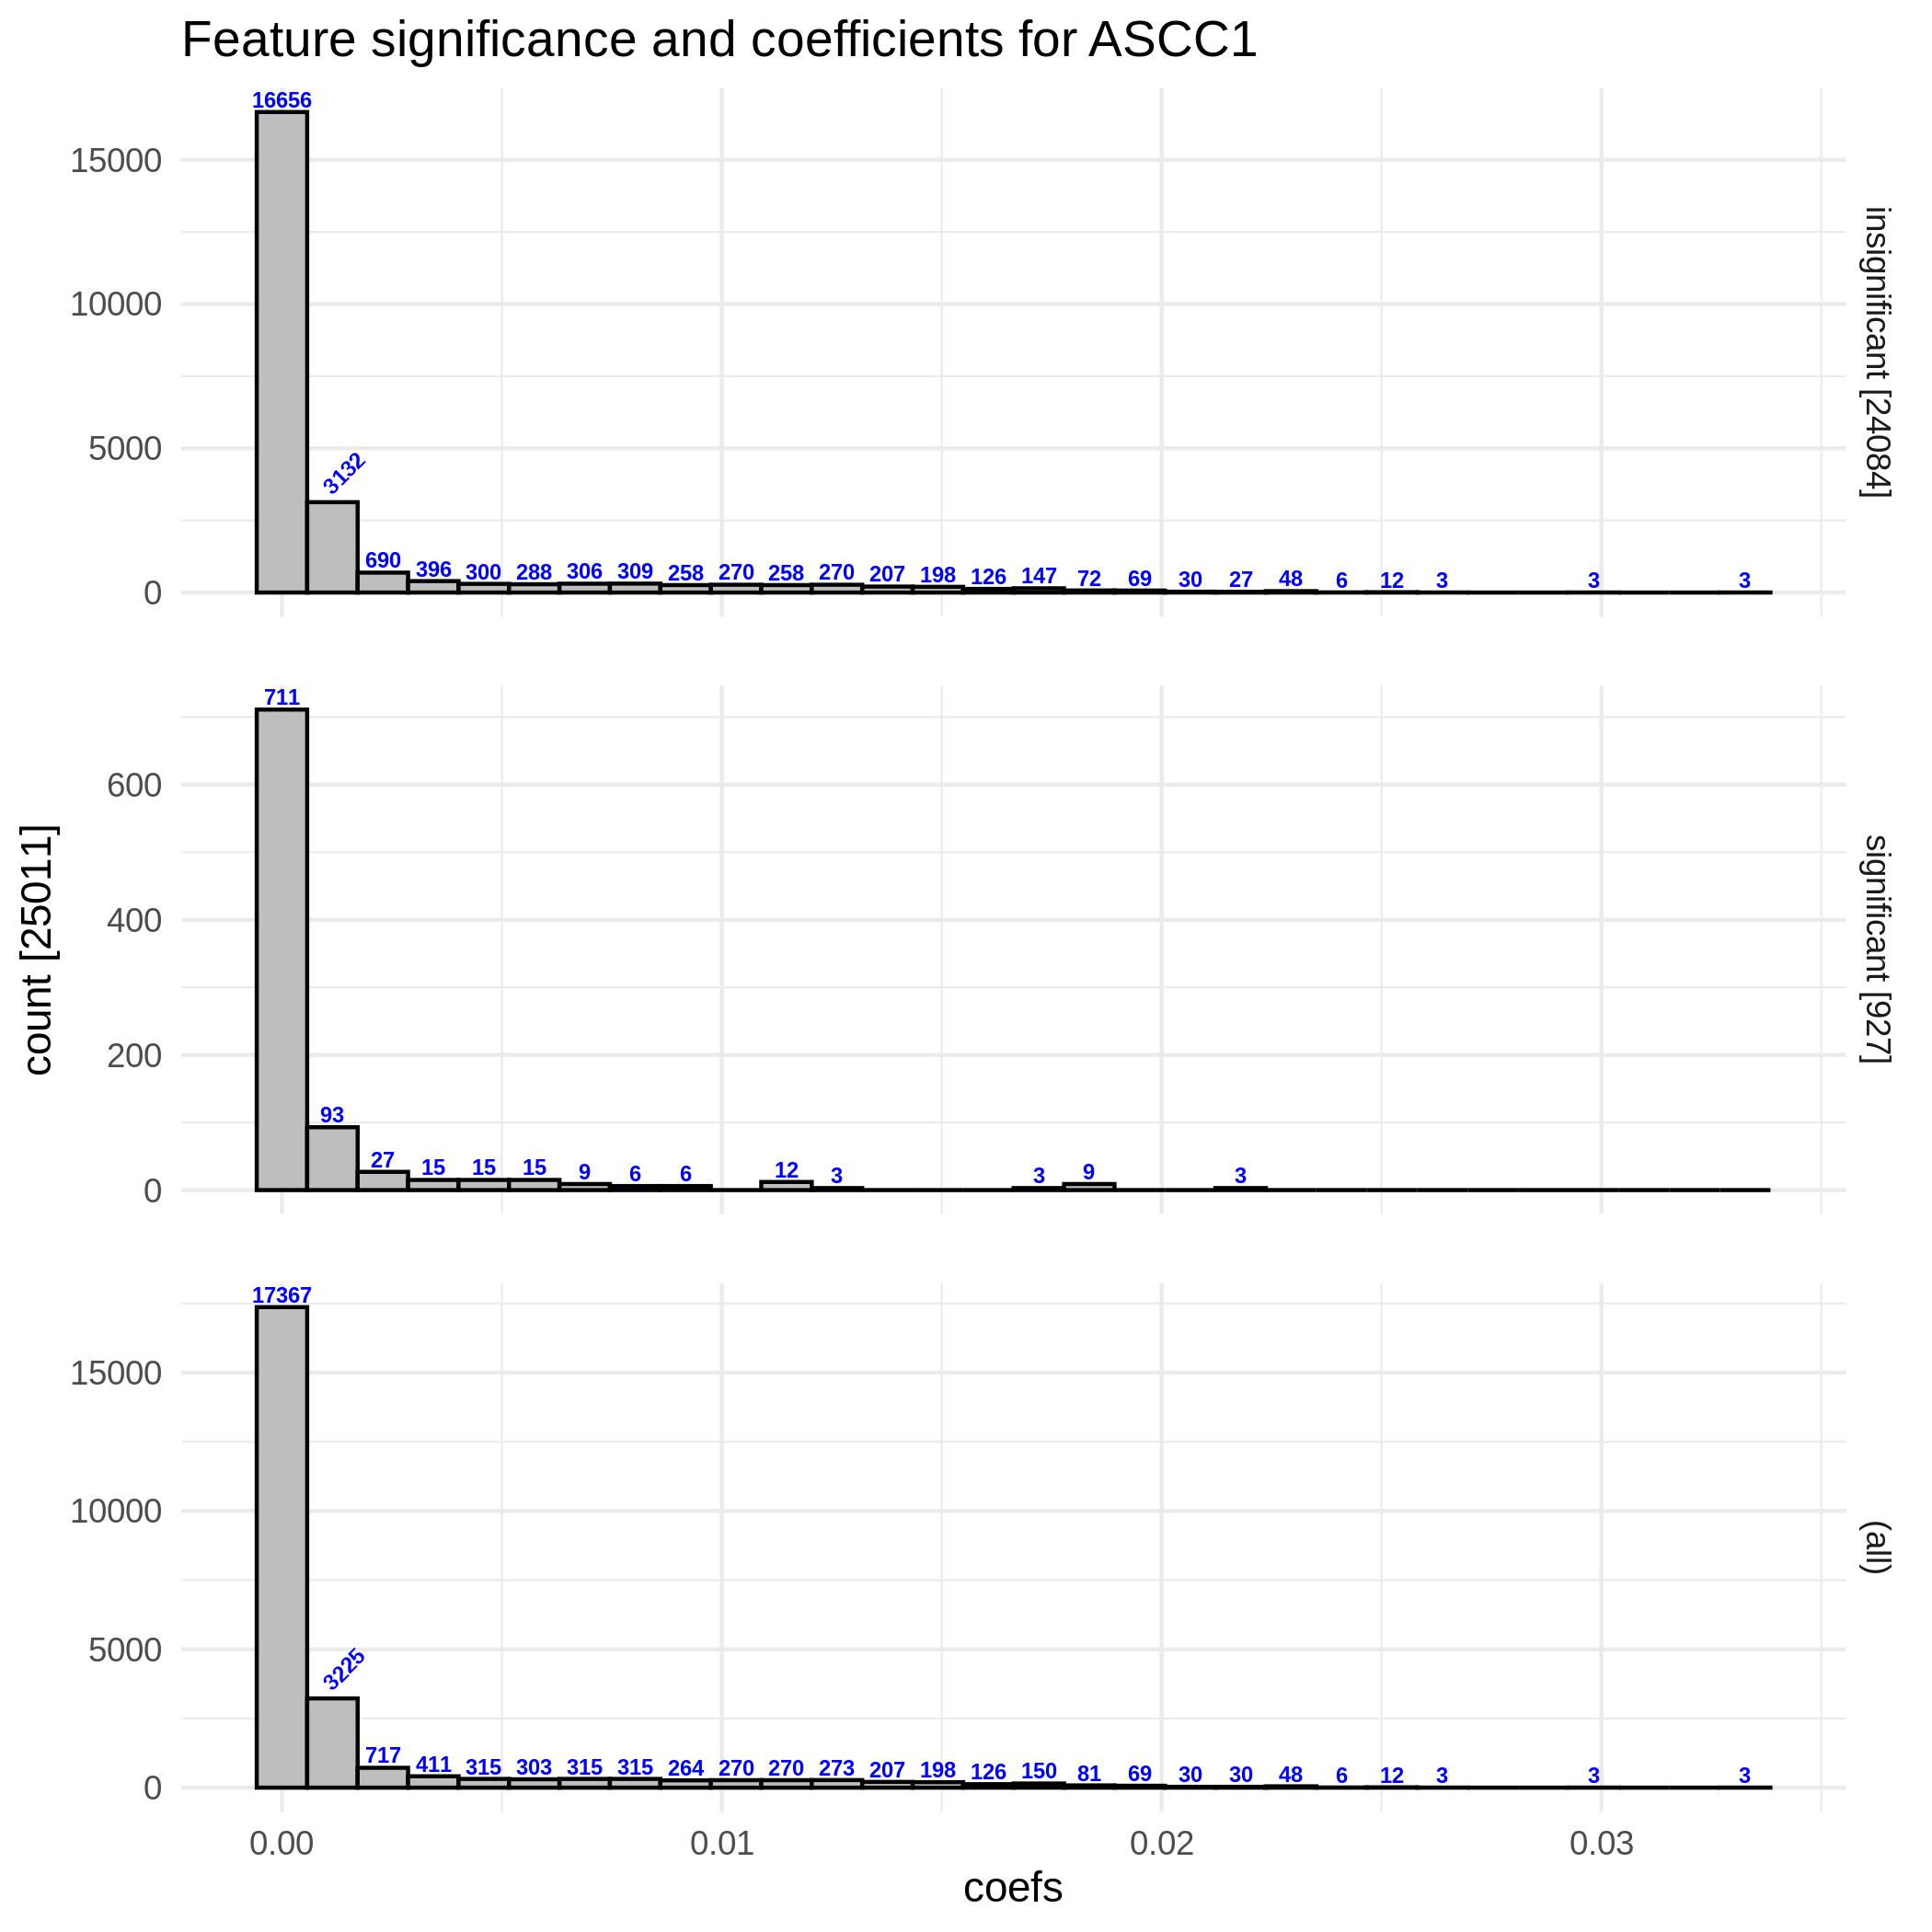 Feature significance and coefficients for ASCC1
16656
15000
10000
5000
0
3132
690 396 300 288 306 309 258 270 258 270 207 198 126 147 72 69 30 27 48 6 12 3 3 3
insignificant [24084]
count [25011]
711
600
400
200
0
93
27 15 15 15 9 6 6 12 3 3 9 3
significant [927]
17367
15000
10000
5000
0
3225
717 411 315 303 315 315 264 270 270 273 207 198 126 150 81 69 30 30 48 6 12 3 3 3
(all)
0.00 0.01 0.02 0.03
coefs